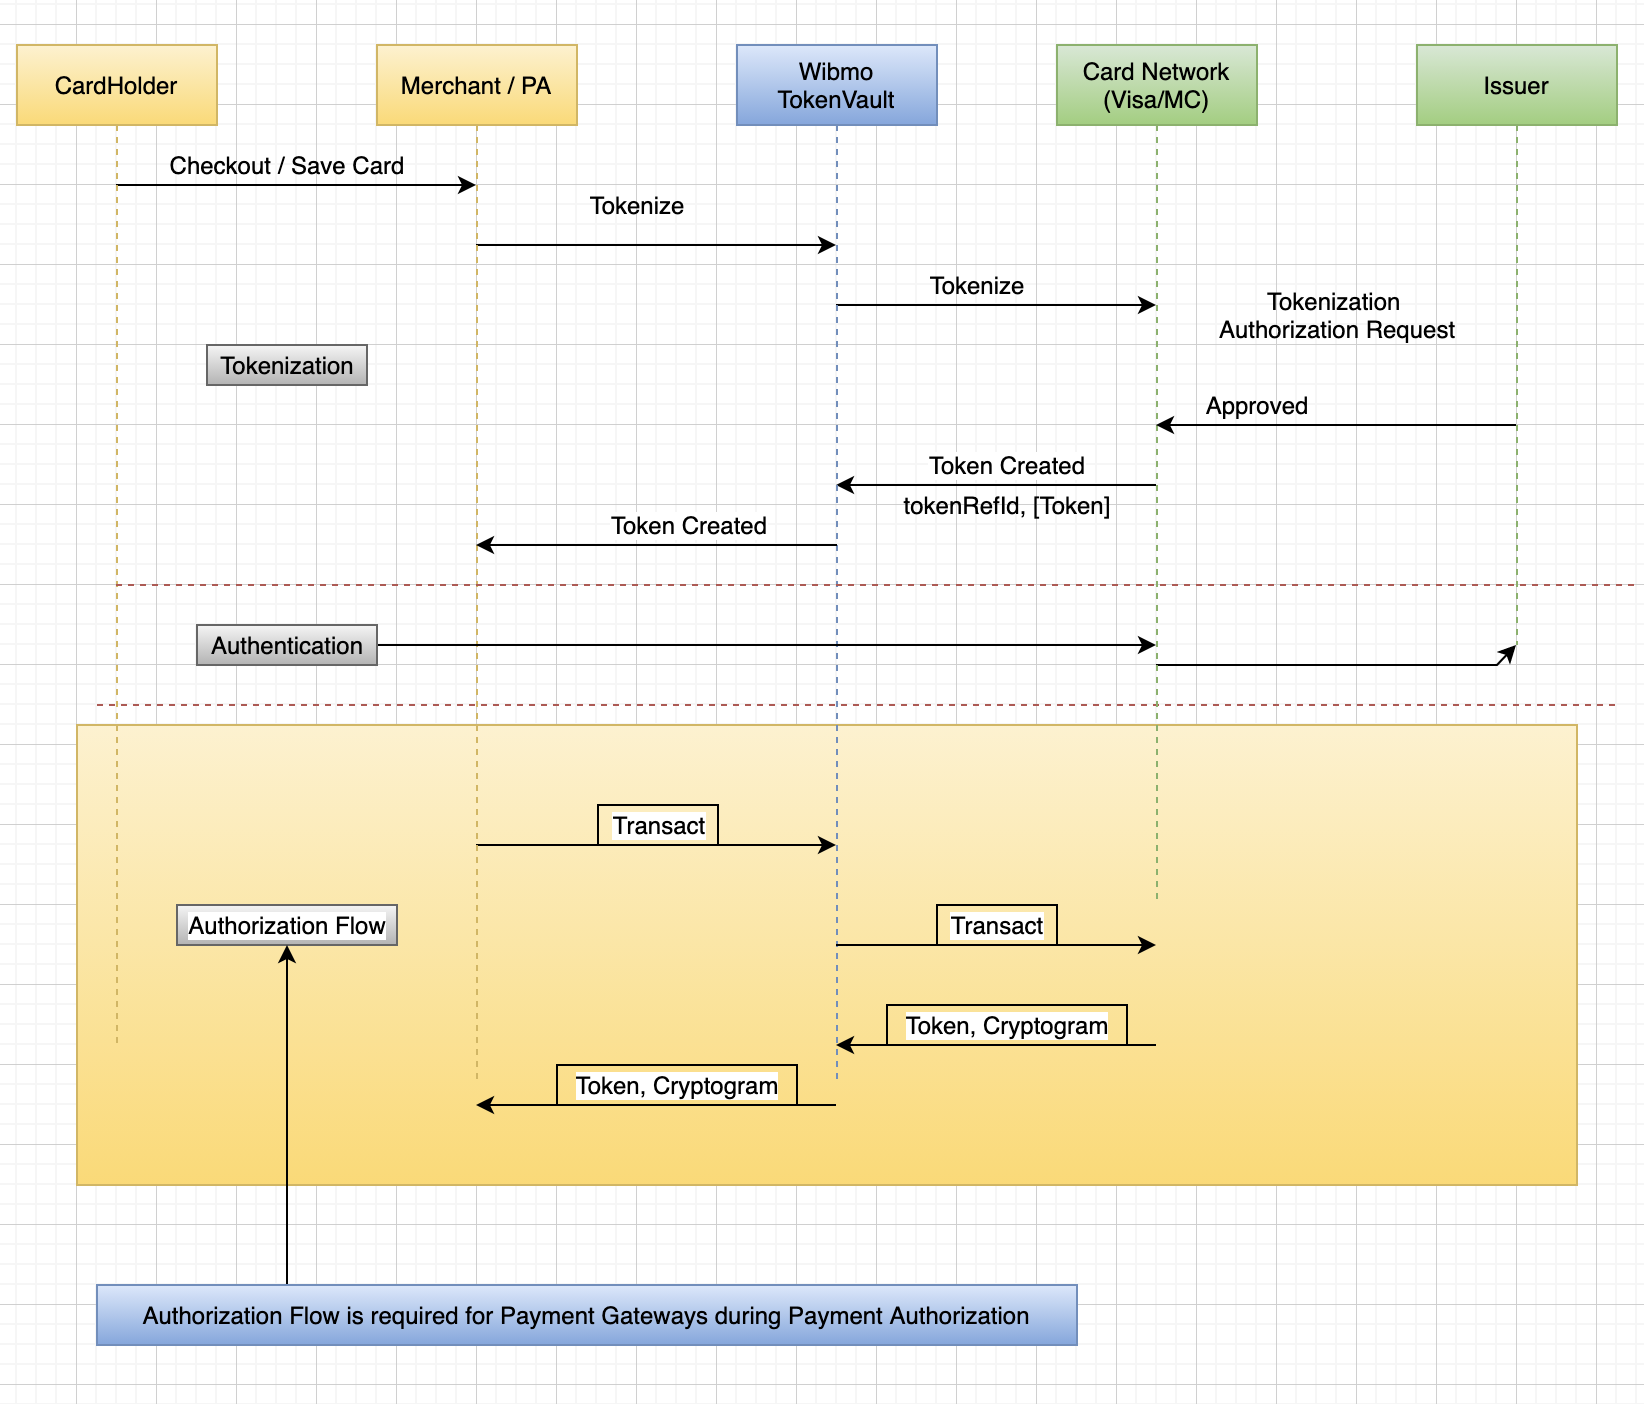 CardHolder
Merchant / PA
Wibmo
TokenVault
Card Network
(Visa/MC)
Issuer
Checkout / Save Card
Tokenize
Tokenize
Tokenization
Authorization Request
Tokenization
Approved
Token Created
tokenRefId, [Token]
Token Created
Authentication
Transact
Authorization Flow
Transact
Token, Cryptogram
Token, Cryptogram
Authorization Flow is required for Payment Gateways during Payment Authorization